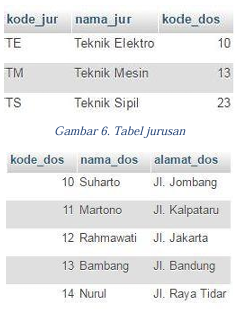 kode_jur nama_jur kode_dos
TE Teknik Elektro 10
TM Teknik Mesin 13
TS Teknik Sipil 23
Gambar 6. Tabel jurusan
kode_dos nama_dos alamat_dos
10 Suharto Jl. Jombang
11 Martono Jl. Kalpataru
12 Rahmawati Jl. Jakarta
13 Bambang Jl. Bandung
14 Nurul Jl. Raya Tidar